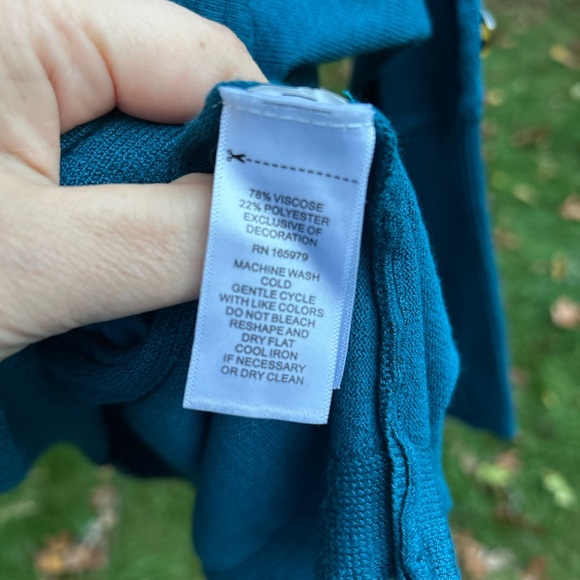 78% VISCOSE
22% POLYESTER
EXCLUSIVE OF
DECORATION
RN 165979
MACHINE WASH
COLD
GENTLE CYCLE
WITH LIKE COLORS
DO NOT BLEACH
RESHAPE AND
DRY FLAT
COOL IRON
IF NECESSARY
OR DRY CLEAN